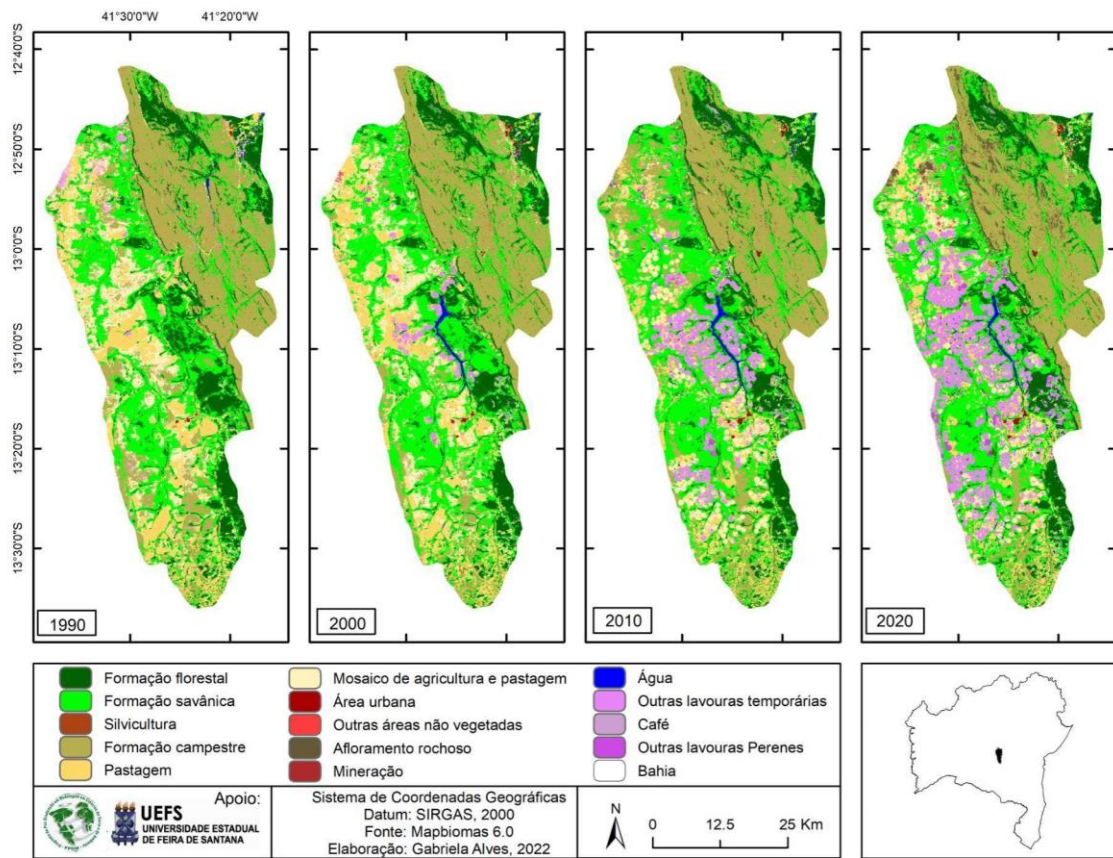 41°30'0"W 41°20'0"W
12°40'0"S
12°50'0"S
13°0'0"S
13°10'0"S
13°20'0"S
13°30'0"S
1990
2000
2010
2020
Formação florestal
Formação savânica
Silvicultura
Formação campestre
Pastagem
Mosaico de agricultura e pastagem
Área urbana
Outras áreas não vegetadas
Afloramento rochoso
Mineração
Água
Outras lavouras temporárias
Café
Outras lavouras Perenes
Bahia
Apoio:
UEFS
UNIVERSIDADE ESTADUAL
DE FEIRA DE SANTANA
Sistema de Coordenadas Geográficas
Datum: SIRGAS, 2000
Fonte: Mapbiomas 6.0
Elaboração: Gabriela Alves, 2022
N
0 12.5 25 Km